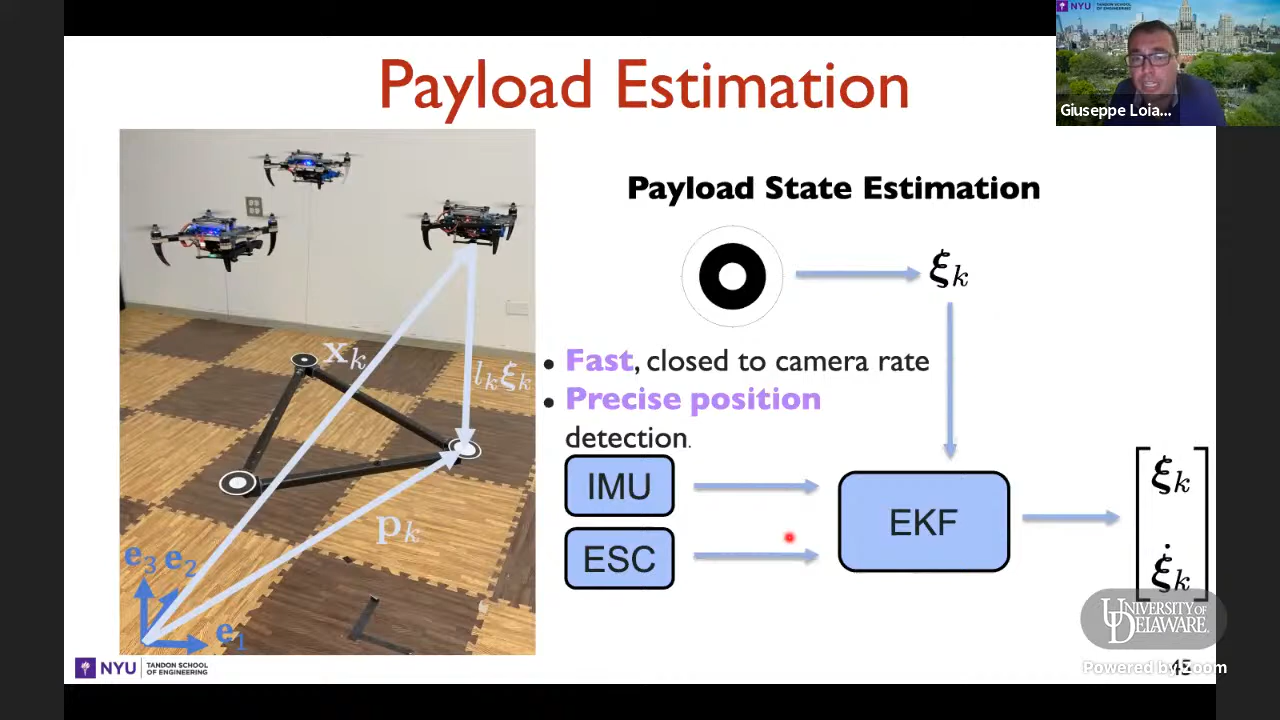 Payload Estimation
NYU TANDON SCHOOL OF ENGINEERING
Giuseppe Loia...
Payload State Estimation
ξₖ
xₖ
lₖξₖ
pₖ
e₃ e₂
e₁
• Fast, closed to camera rate
• Precise position
detection.
IMU
ESC
EKF
ξₖ
ξ̇ₖ
UNIVERSITY OF
DELAWARE.
NYU
TANDON SCHOOL
OF ENGINEERING
Powered by Zoom